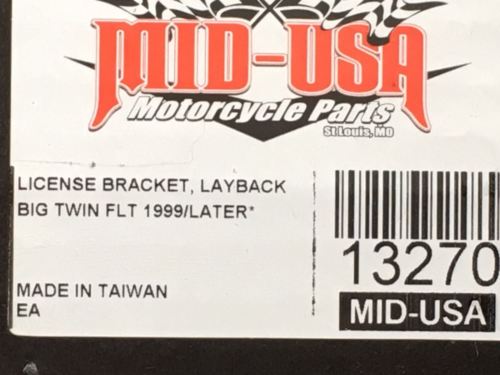 MID-USA
Motorcycle Parts
St Louis, MO
LICENSE BRACKET, LAYBACK
BIG TWIN FLT 1999/LATER*
MADE IN TAIWAN
EA
13270
MID-USA